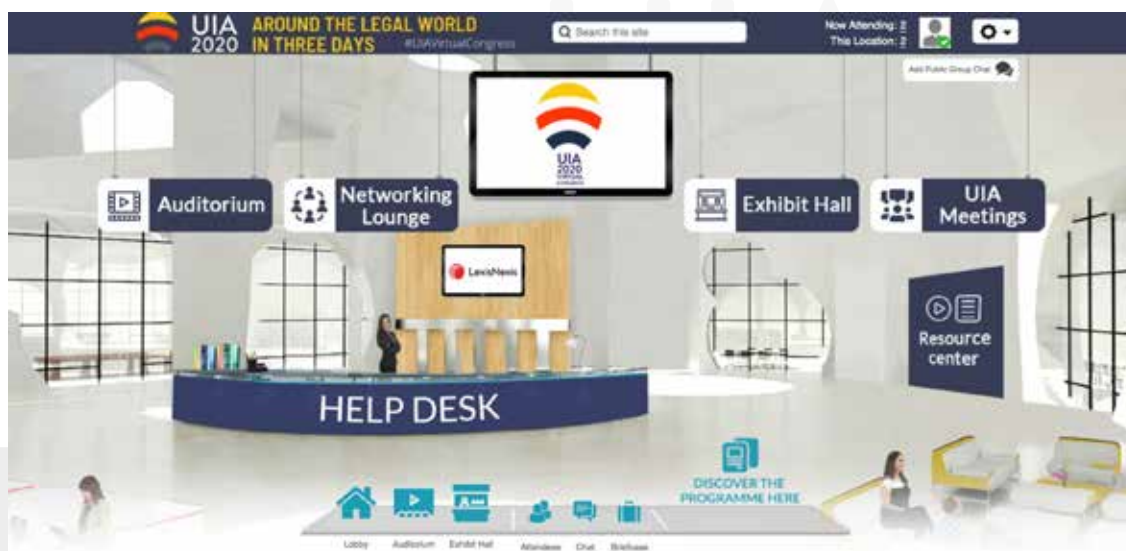 UIA
2020
AROUND THE LEGAL WORLD
IN THREE DAYS
#UIAVirtualCongress
Search this site
Now Attending: 2
This Location: 2
Add Public Group Chat
UIA
2020
VIRTUAL
CONGRESS
Auditorium
Networking
Lounge
Exhibit Hall
UIA
Meetings
LexisNexis
Resource
center
HELP DESK
DISCOVER THE
PROGRAMME HERE
Lobby
Auditorium
Exhibit Hall
Attendees
Chat
Briefcase